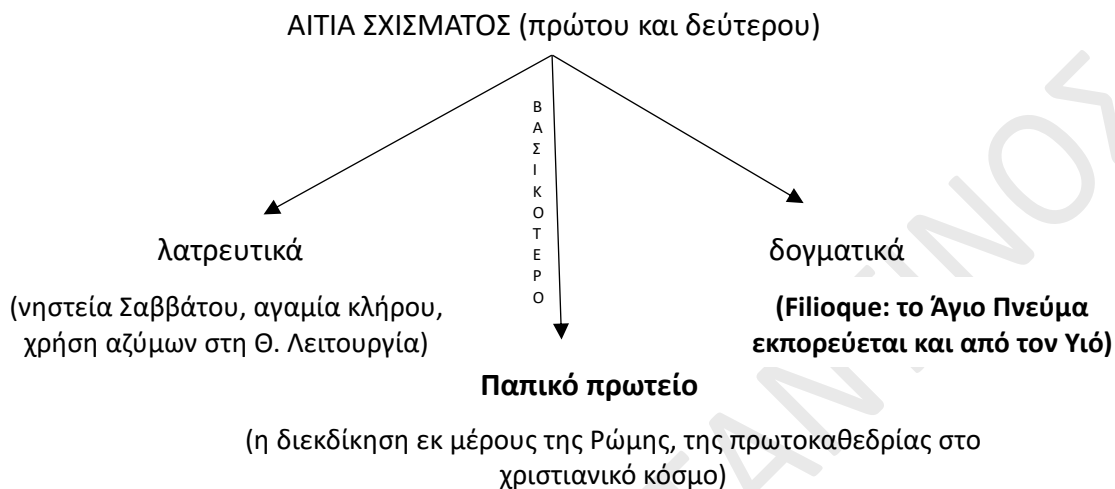 ΑΙΤΙΑ ΣΧΙΣΜΑΤΟΣ (πρώτου και δεύτερου)
ΒΑΣΙΚΟΤΕΡΟ
λατρευτικά
(νηστεία Σαββάτου, αγαμία κλήρου,
χρήση αζύμων στη Θ. Λειτουργία)
δογματικά
(Filioque: το Άγιο Πνεύμα
εκπορεύεται και από τον Υιό)
Παπικό πρωτείο
(η διεκδίκηση εκ μέρους της Ρώμης, της πρωτοκαθεδρίας στο
χριστιανικό κόσμο)